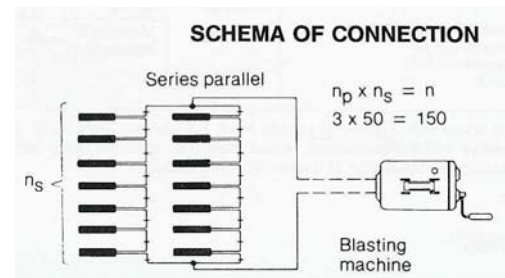 SCHEMA OF CONNECTION
Series parallel
np x ns = n
3 x 50 = 150
ns
Blasting
machine